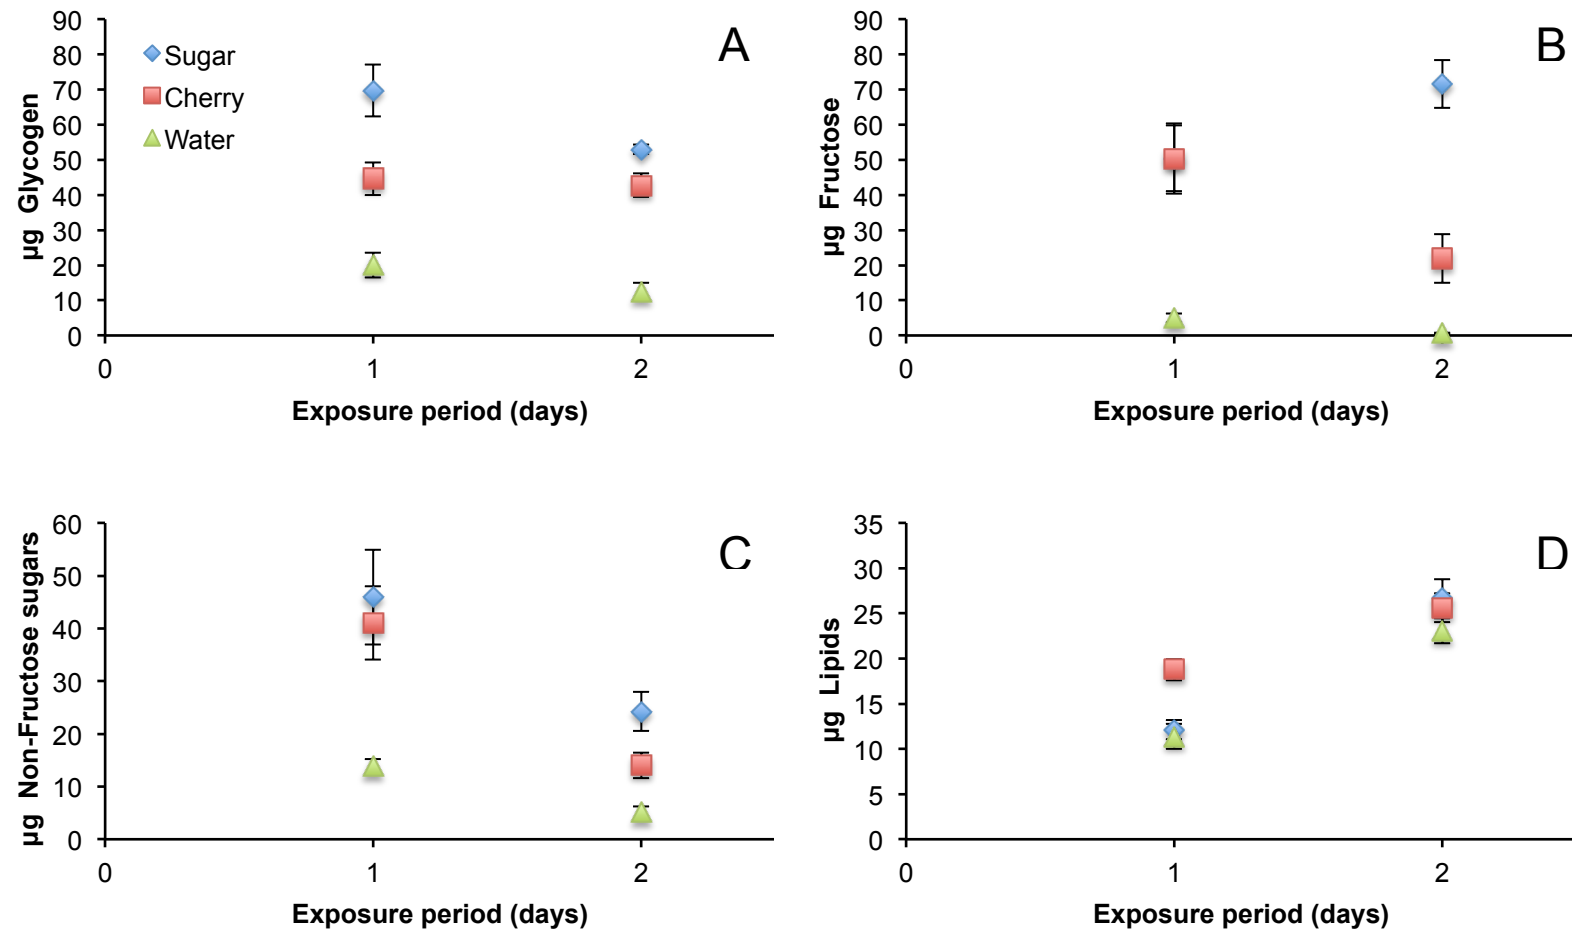 A
Sugar
Cherry
Water
90
80
70
60
50
40
30
20
10
0
µg Glycogen
0 1 2
Exposure period (days)
B
90
80
70
60
50
40
30
20
10
0
µg Fructose
0 1 2
Exposure period (days)
C
60
50
40
30
20
10
0
µg Non-Fructose sugars
0 1 2
Exposure period (days)
D
35
30
25
20
15
10
5
0
µg Lipids
0 1 2
Exposure period (days)